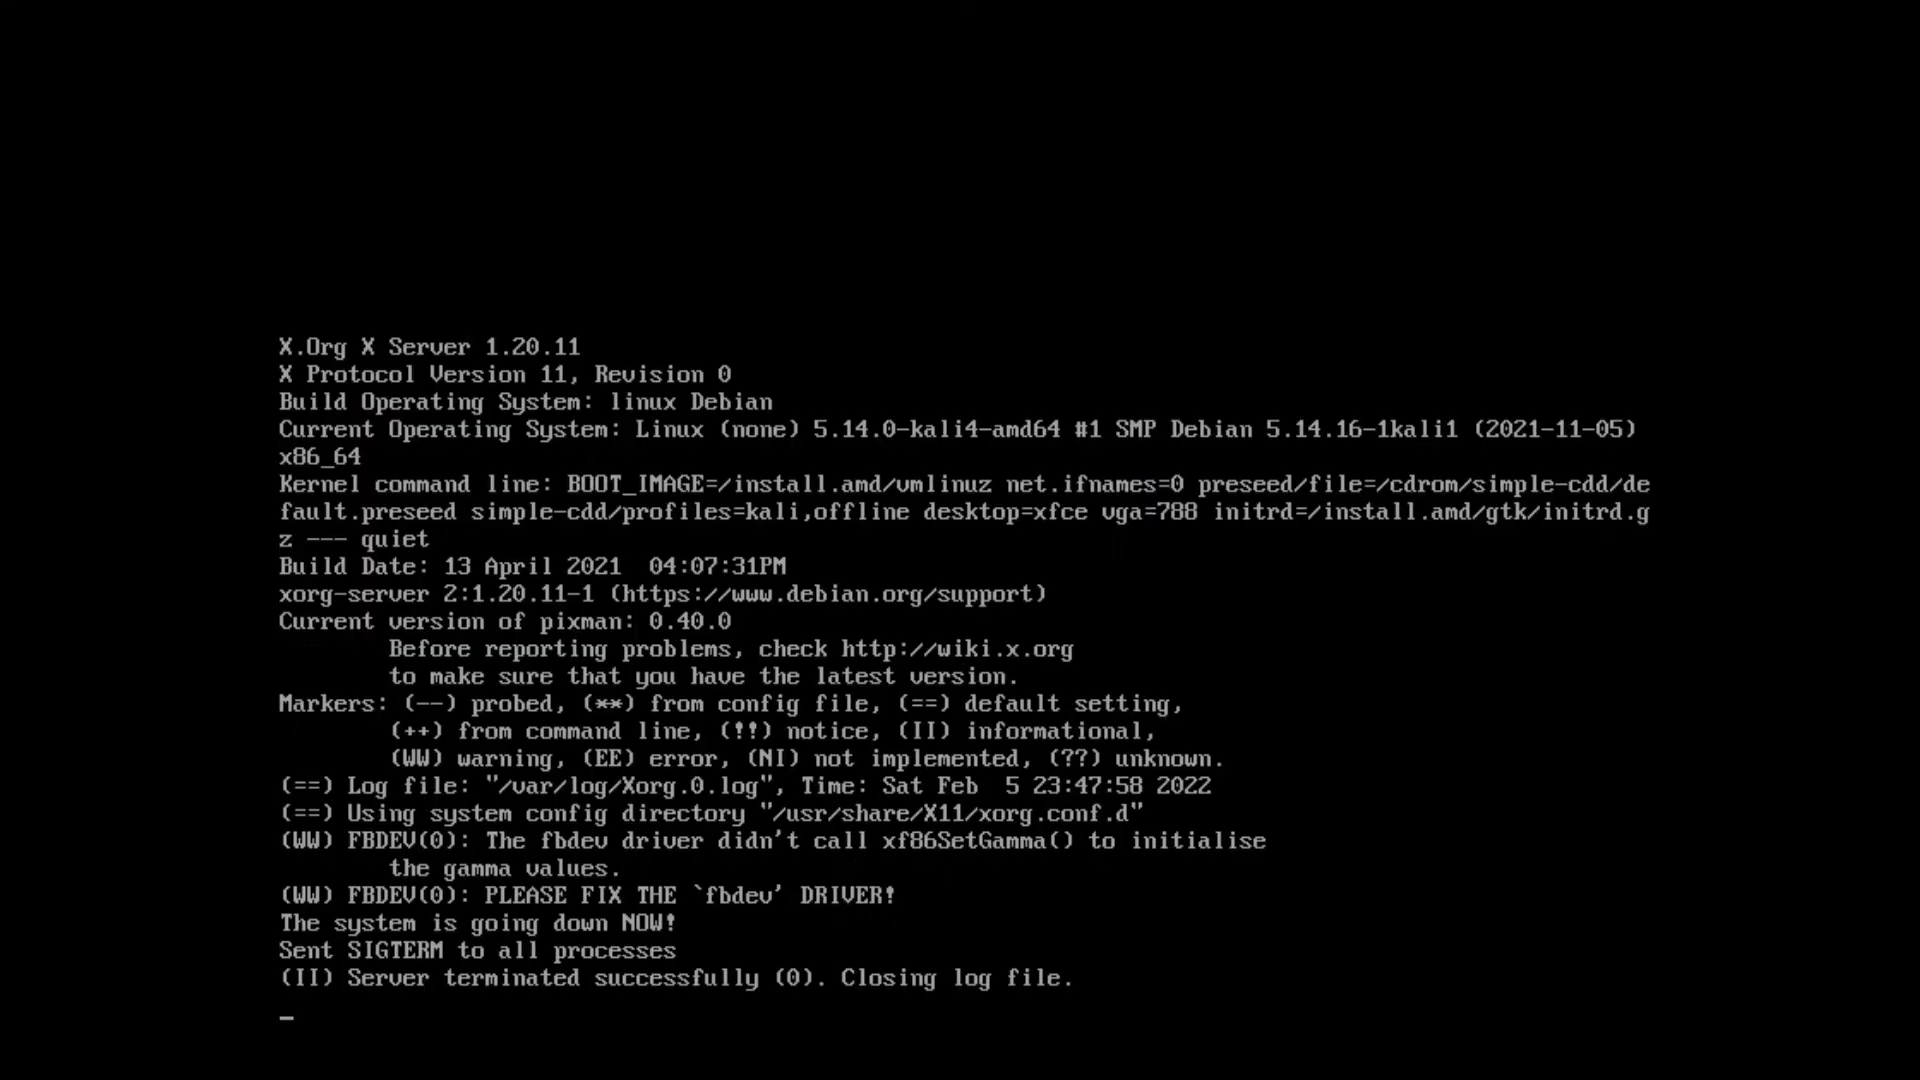 X.Org X Server 1.20.11
X Protocol Version 11, Revision 0
Build Operating System: linux Debian
Current Operating System: Linux (none) 5.14.0-kali4-amd64 #1 SMP Debian 5.14.16-1kali1 (2021-11-05)
x86_64
Kernel command line: BOOT_IMAGE=/install.amd/vmlinuz net.ifnames=0 preseed/file=/cdrom/simple-cdd/de
fault.preseed simple-cdd/profiles=kali,offline desktop=xfce vga=788 initrd=/install.amd/gtk/initrd.g
z --- quiet
Build Date: 13 April 2021  04:07:31PM
xorg-server 2:1.20.11-1 (https://www.debian.org/support)
Current version of pixman: 0.40.0
        Before reporting problems, check http://wiki.x.org
        to make sure that you have the latest version.
Markers: (--) probed, (**) from config file, (==) default setting,
        (++) from command line, (!!) notice, (II) informational,
        (WW) warning, (EE) error, (NI) not implemented, (??) unknown.
(==) Log file: "/var/log/Xorg.0.log", Time: Sat Feb  5 23:47:58 2022
(==) Using system config directory "/usr/share/X11/xorg.conf.d"
(WW) FBDEV(0): The fbdev driver didn't call xf86SetGamma() to initialise
        the gamma values.
(WW) FBDEV(0): PLEASE FIX THE `fbdev' DRIVER!
The system is going down NOW!
Sent SIGTERM to all processes
(II) Server terminated successfully (0). Closing log file.
_